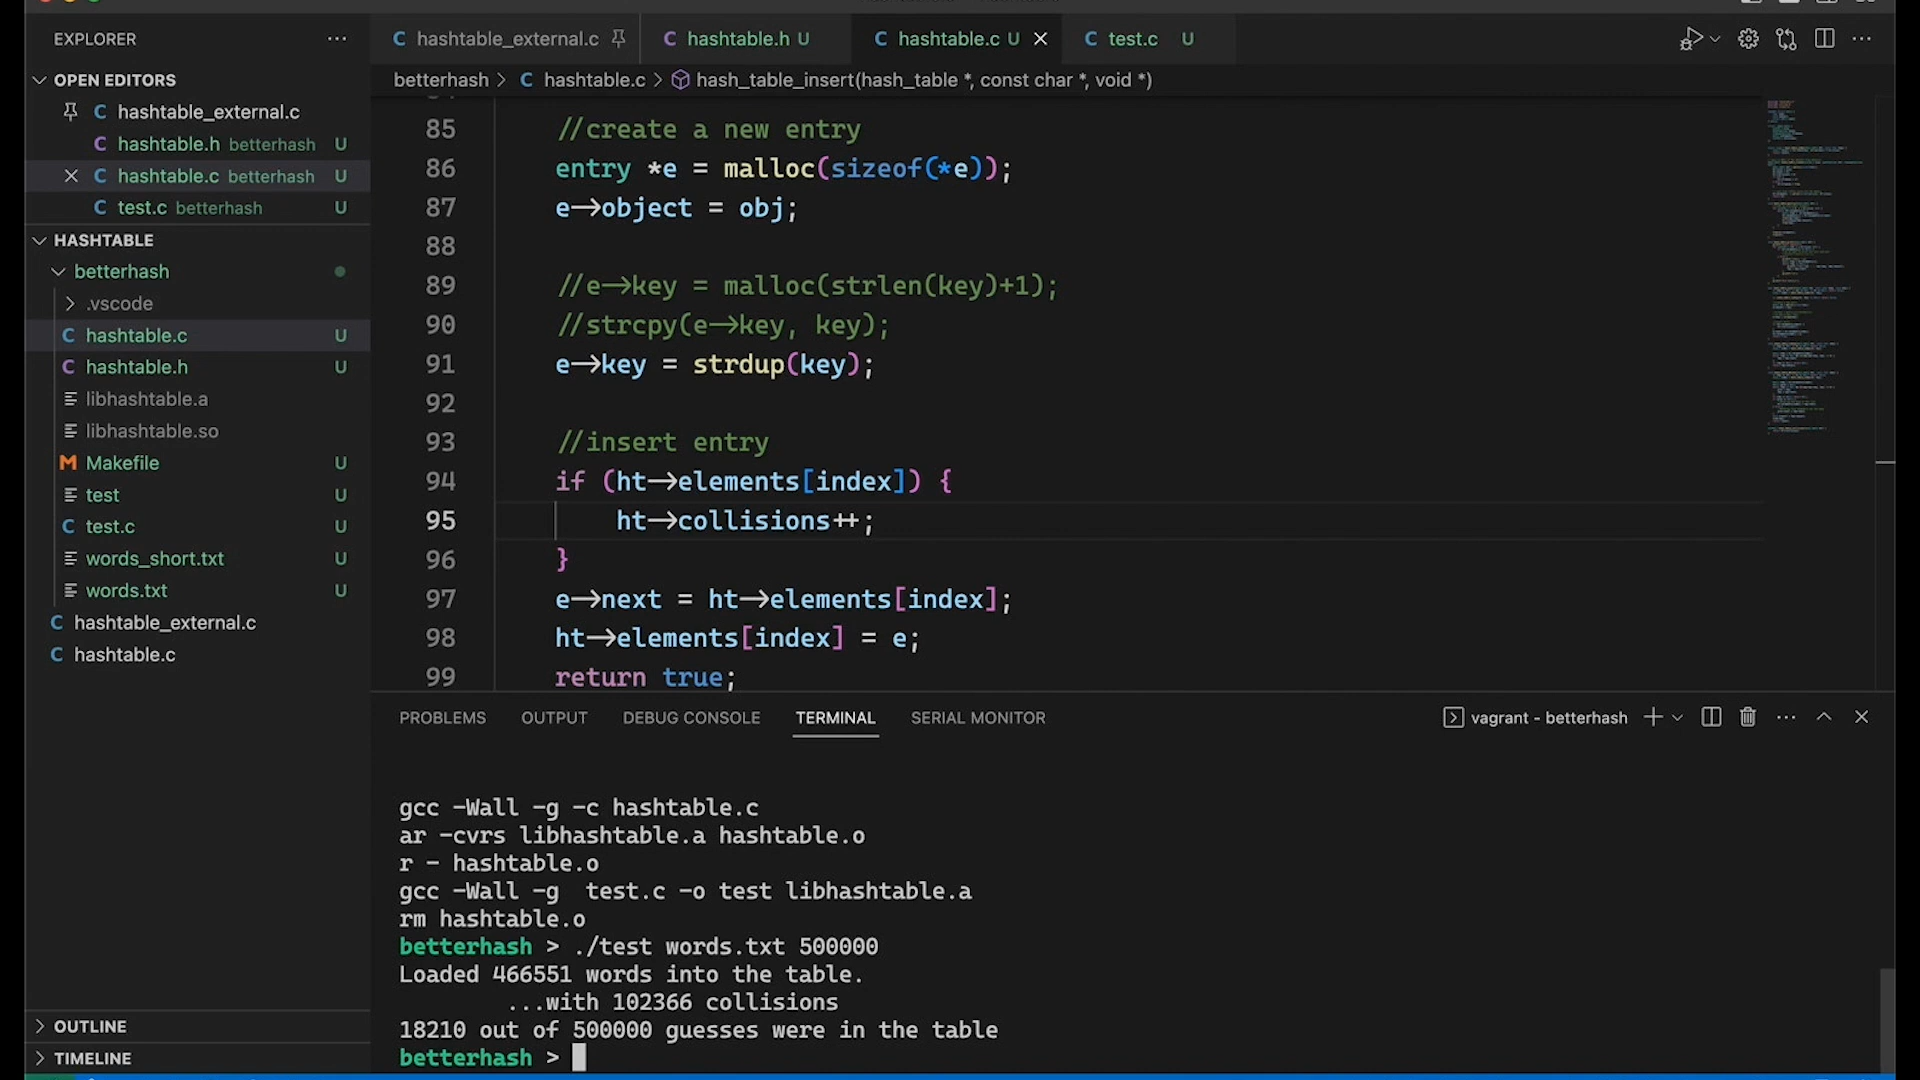 EXPLORER
OPEN EDITORS
hashtable_external.c
hashtable.h betterhash U
hashtable.c betterhash U
test.c betterhash U
HASHTABLE
betterhash
.vscode
hashtable.c U
hashtable.h U
libhashtable.a
libhashtable.so
Makefile U
test U
test.c U
words_short.txt U
words.txt U
hashtable_external.c
hashtable.c
OUTLINE
TIMELINE
hashtable_external.c hashtable.h U hashtable.c U test.c U
betterhash > hashtable.c > hash_table_insert(hash_table *, const char *, void *)
85 //create a new entry
86 entry *e = malloc(sizeof(*e));
87 e->object = obj;
88
89 //e->key = malloc(strlen(key)+1);
90 //strcpy(e->key, key);
91 e->key = strdup(key);
92
93 //insert entry
94 if (ht->elements[index]) {
95 ht->collisions++;
96 }
97 e->next = ht->elements[index];
98 ht->elements[index] = e;
99 return true;
PROBLEMS OUTPUT DEBUG CONSOLE TERMINAL SERIAL MONITOR vagrant - betterhash
gcc -Wall -g -c hashtable.c
ar -cvrs libhashtable.a hashtable.o
r - hashtable.o
gcc -Wall -g  test.c -o test libhashtable.a
rm hashtable.o
betterhash > ./test words.txt 500000
Loaded 466551 words into the table.
...with 102366 collisions
18210 out of 500000 guesses were in the table
betterhash >